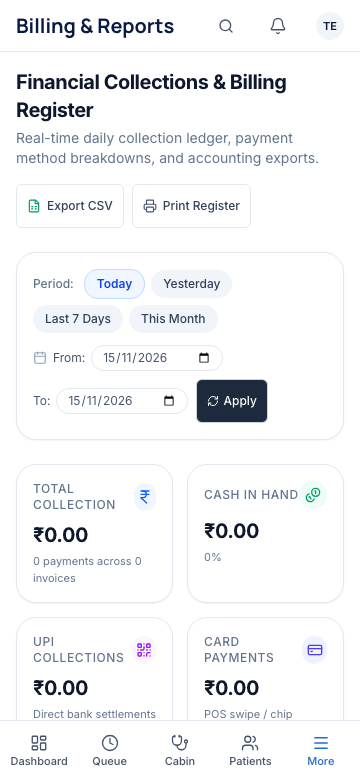 Billing & Reports
TE
Financial Collections & Billing
Register
Real-time daily collection ledger, payment
method breakdowns, and accounting exports.
Export CSV
Print Register
Period:
Today
Yesterday
Last 7 Days
This Month
From:
15/11/2026
To:
15/11/2026
Apply
TOTAL
COLLECTION
₹
₹0.00
0 payments across 0
invoices
CASH IN HAND
₹0.00
0%
UPI
COLLECTIONS
₹0.00
Direct bank settlements
CARD
PAYMENTS
₹0.00
POS swipe / chip
Dashboard
Queue
Cabin
Patients
More